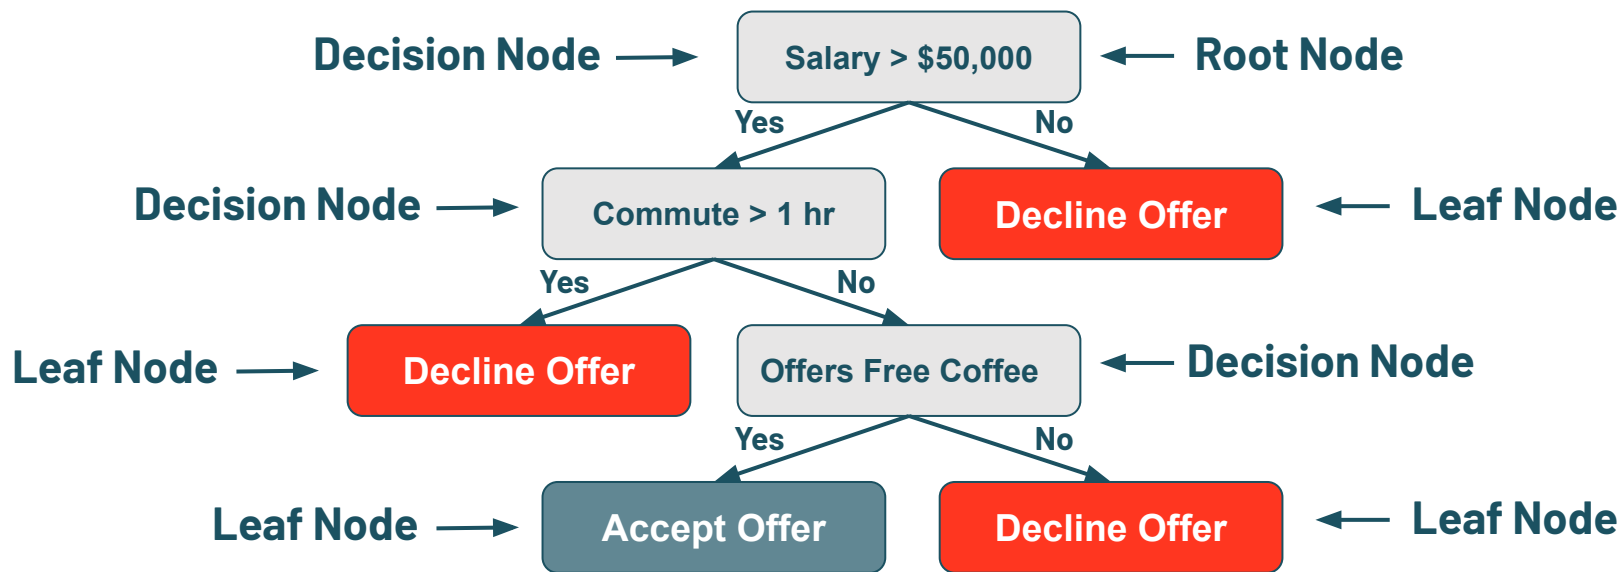 Decision Node
Salary > $50,000
Root Node
Yes
No
Decision Node
Commute > 1 hr
Decline Offer
Leaf Node
Yes
No
Leaf Node
Decline Offer
Offers Free Coffee
Decision Node
Yes
No
Leaf Node
Accept Offer
Decline Offer
Leaf Node